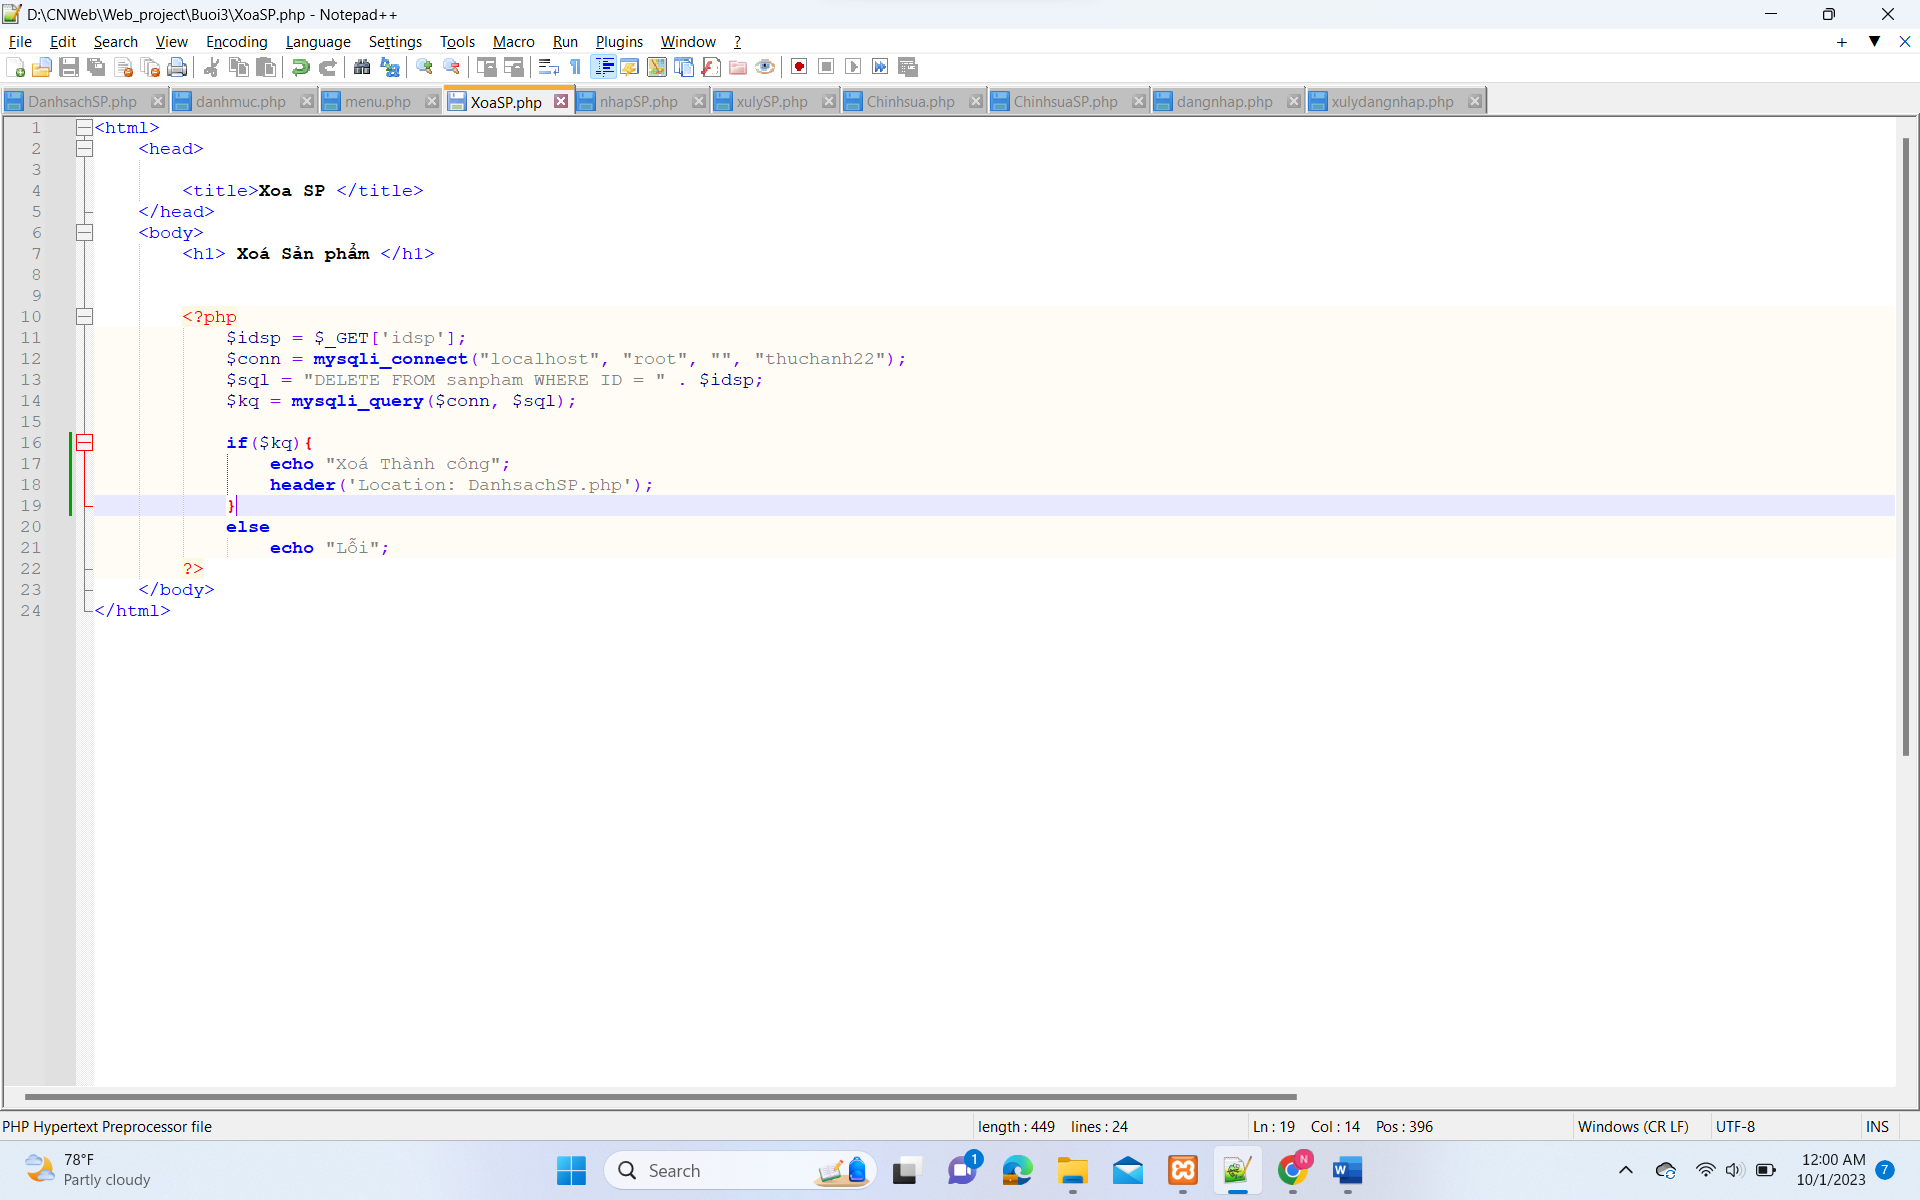 D:\CNWeb\Web_project\Buoi3\XoaSP.php - Notepad++
File Edit Search View Encoding Language Settings Tools Macro Run Plugins Window ?
DanhsachSP.php danhmuc.php menu.php XoaSP.php nhapSP.php xulySP.php Chinhsua.php ChinhsuaSP.php dangnhap.php xulydangnhap.php
1 <html>
2 <head>
3
4 <title>Xoa SP </title>
5 </head>
6 <body>
7 <h1> Xoá Sản phẩm </h1>
8
9
10 <?php
11 $idsp = $_GET['idsp'];
12 $conn = mysqli_connect("localhost", "root", "", "thuchanh22");
13 $sql = "DELETE FROM sanpham WHERE ID = " . $idsp;
14 $kq = mysqli_query($conn, $sql);
15
16 if($kq){
17 echo "Xoá Thành công";
18 header('Location: DanhsachSP.php');
19 }
20 else
21 echo "Lỗi";
22 ?>
23 </body>
24 </html>
PHP Hypertext Preprocessor file length : 449 lines : 24 Ln : 19 Col : 14 Pos : 396 Windows (CR LF) UTF-8 INS
78°F
Partly cloudy
Search
1
N
W
12:00 AM
10/1/2023
7